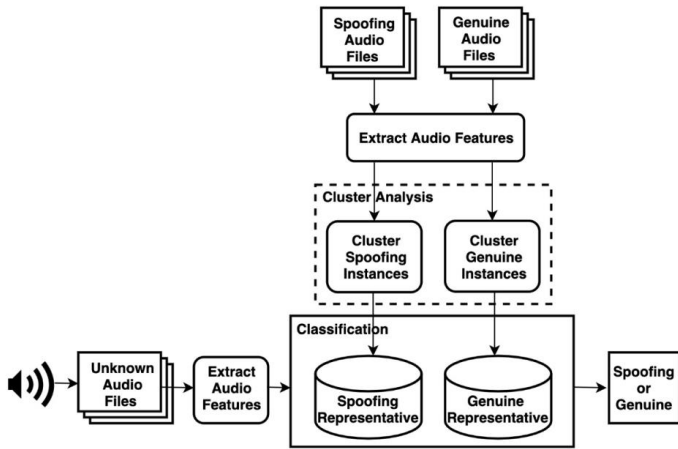 Spoofing
Audio
Files
Genuine
Audio
Files
Extract Audio Features
Cluster Analysis
Cluster
Spoofing
Instances
Cluster
Genuine
Instances
Classification
Unknown
Audio
Files
Extract
Audio
Features
Spoofing
Representative
Genuine
Representative
Spoofing
or
Genuine